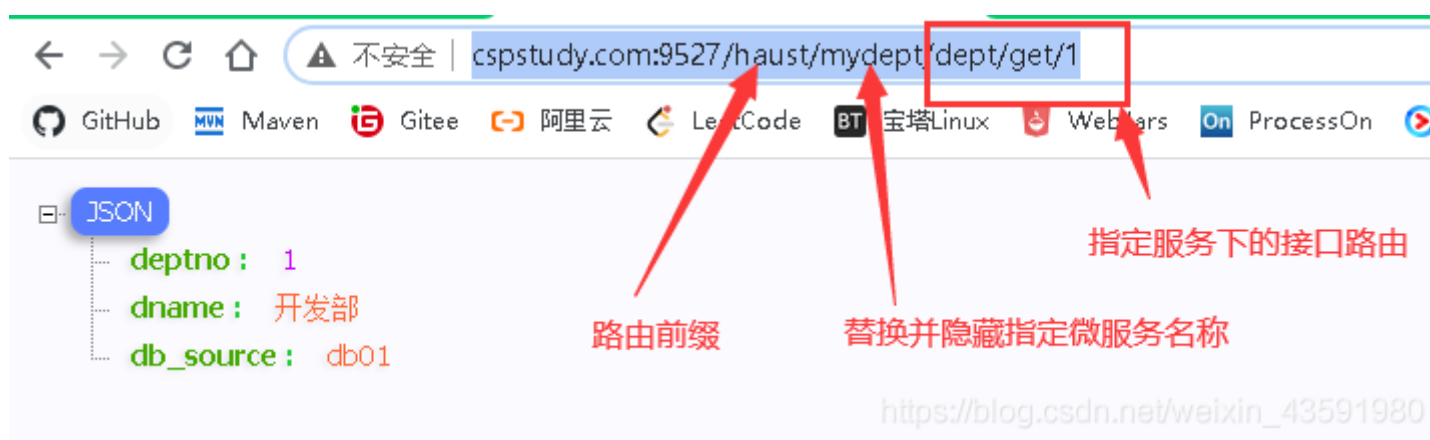 不安全 | cspstudy.com:9527/haust/mydept/dept/get/1
GitHub MVN Maven Gitee 阿里云 LeetCode BT 宝塔Linux WebJars On ProcessOn
JSON
deptno : 1
dname : 开发部
db_source : db01
指定服务下的接口路由
路由前缀
替换并隐藏指定微服务名称
https://blog.csdn.net/weixin_43591980